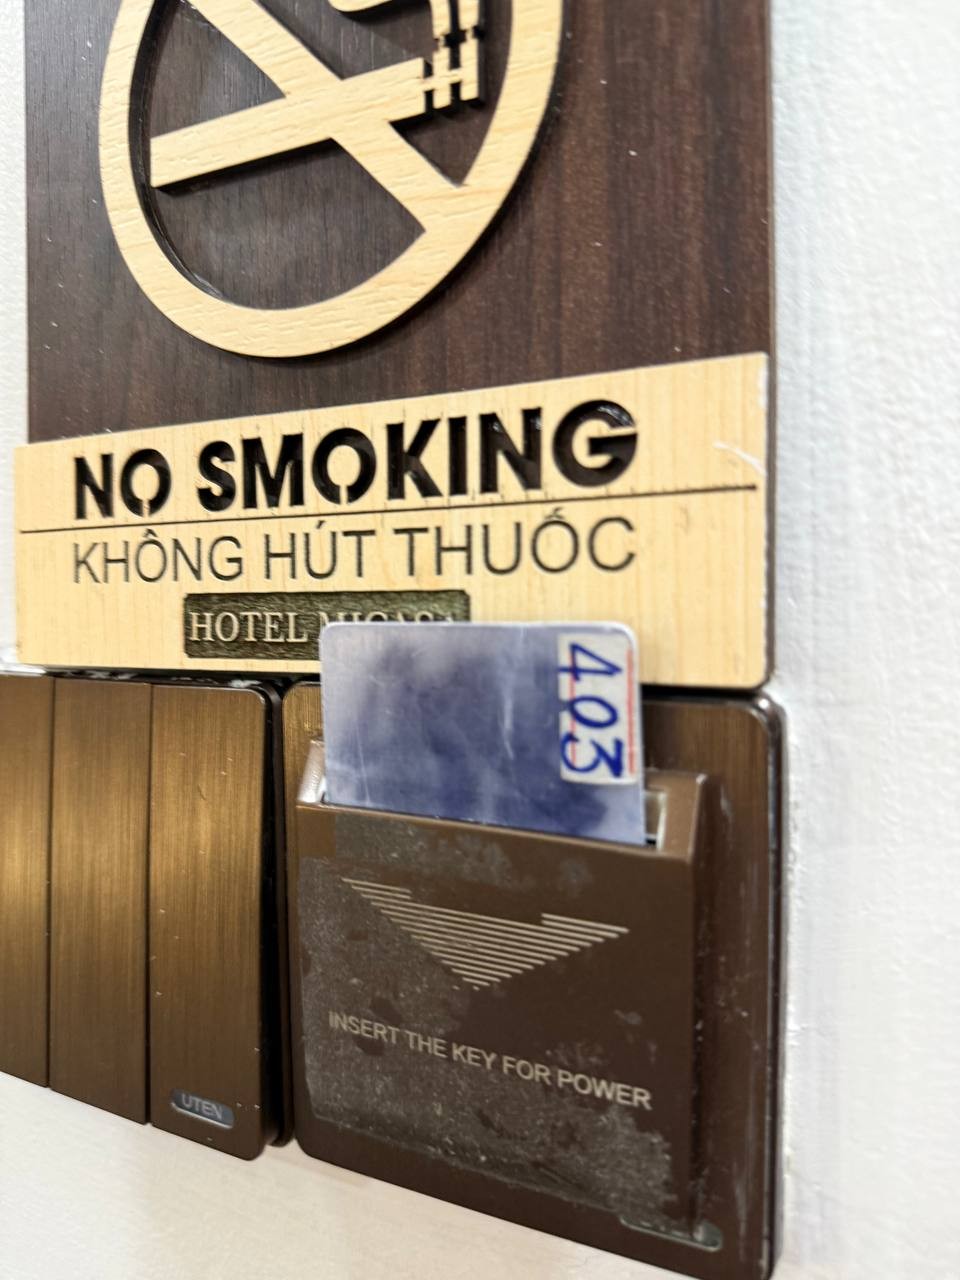 NO SMOKING
KHÔNG HÚT THUỐC
HOTEL
403
INSERT THE KEY FOR POWER
UTEN